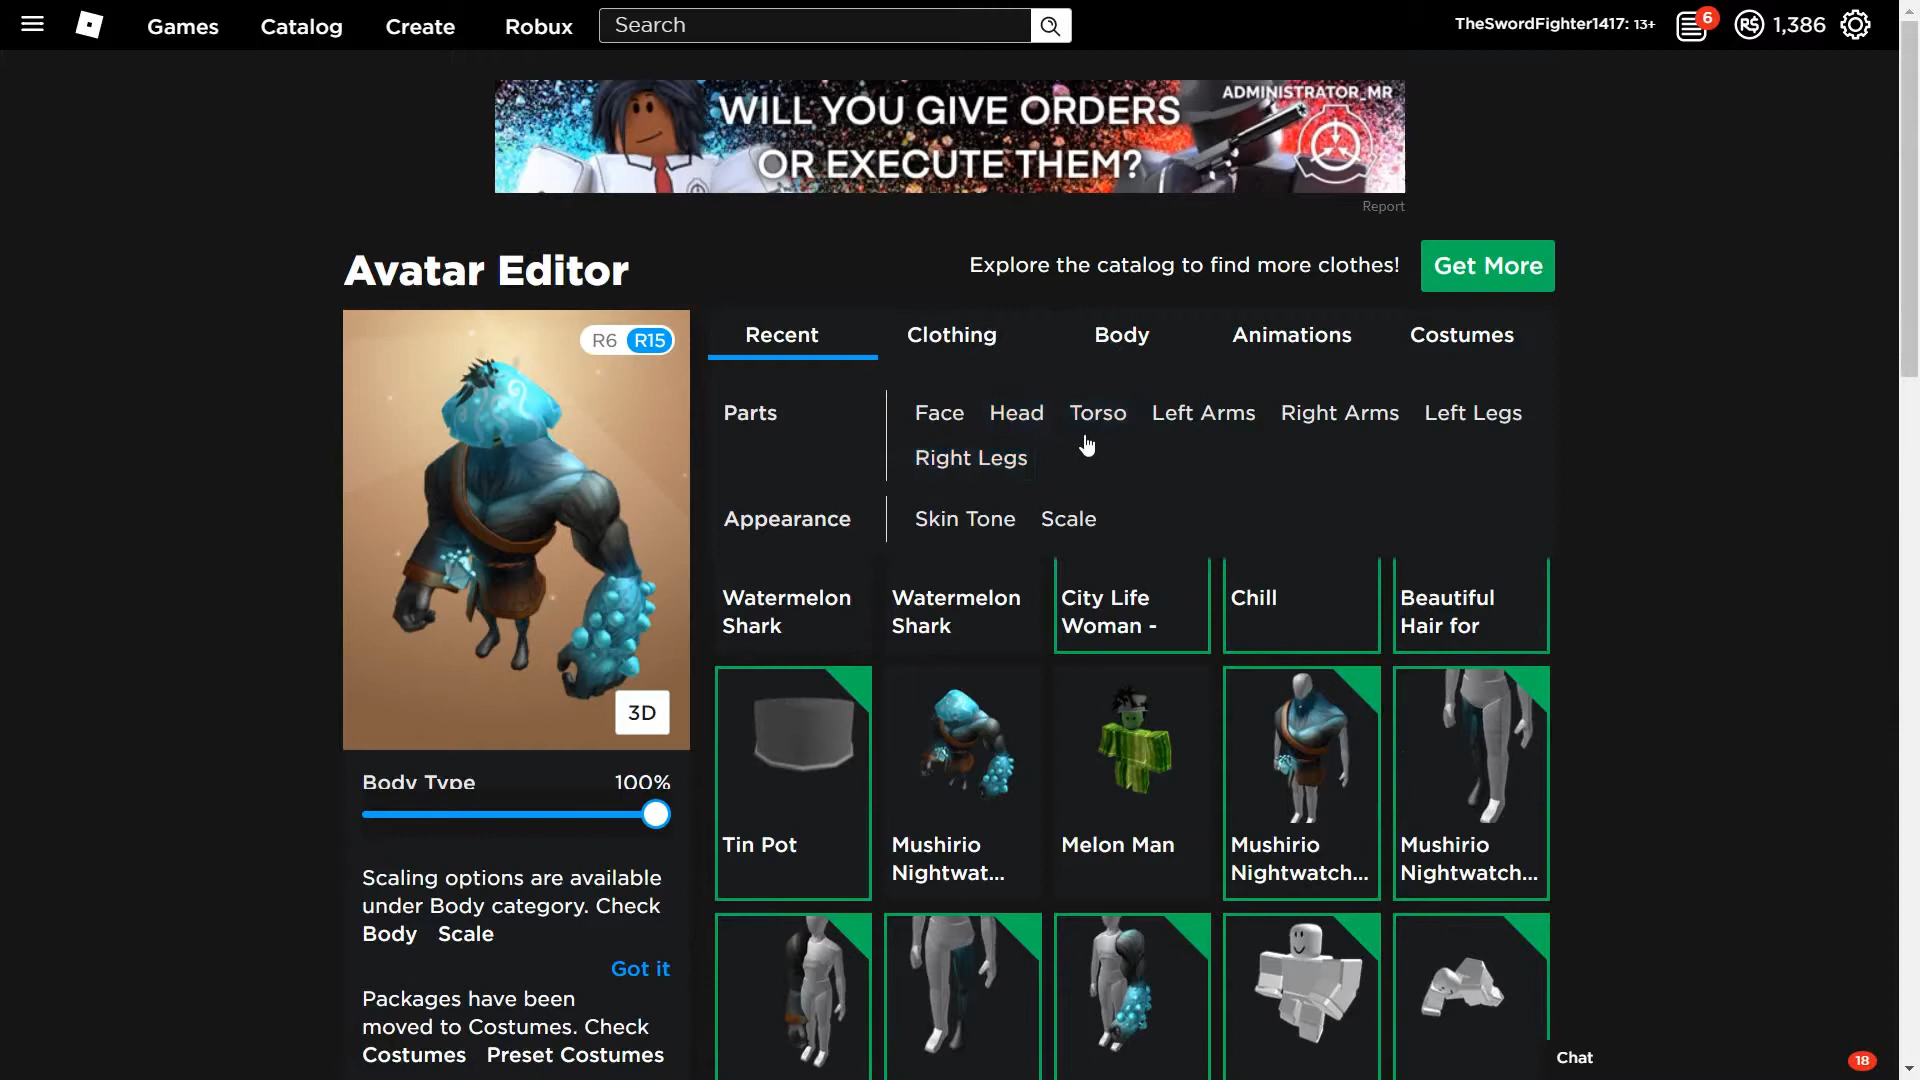 Games
Catalog
Create
Robux
Search
TheSwordFighter1417: 13+
6
R$
1,386
WILL YOU GIVE ORDERS
OR EXECUTE THEM?
ADMINISTRATOR_MR
Report
Avatar Editor
Explore the catalog to find more clothes!
Get More
R6
R15
3D
Body Type
100%
Scaling options are available
under Body category. Check
Body Scale
Got it
Packages have been
moved to Costumes. Check
Costumes Preset Costumes
Recent
Clothing
Body
Animations
Costumes
Parts
Face Head Torso Left Arms Right Arms Left Legs
Right Legs
Appearance
Skin Tone Scale
Watermelon
Shark
Watermelon
Shark
City Life
Woman -
Chill
Beautiful
Hair for
Tin Pot
Mushirio
Nightwat...
Melon Man
Mushirio
Nightwatch...
Mushirio
Nightwatch...
Chat
18